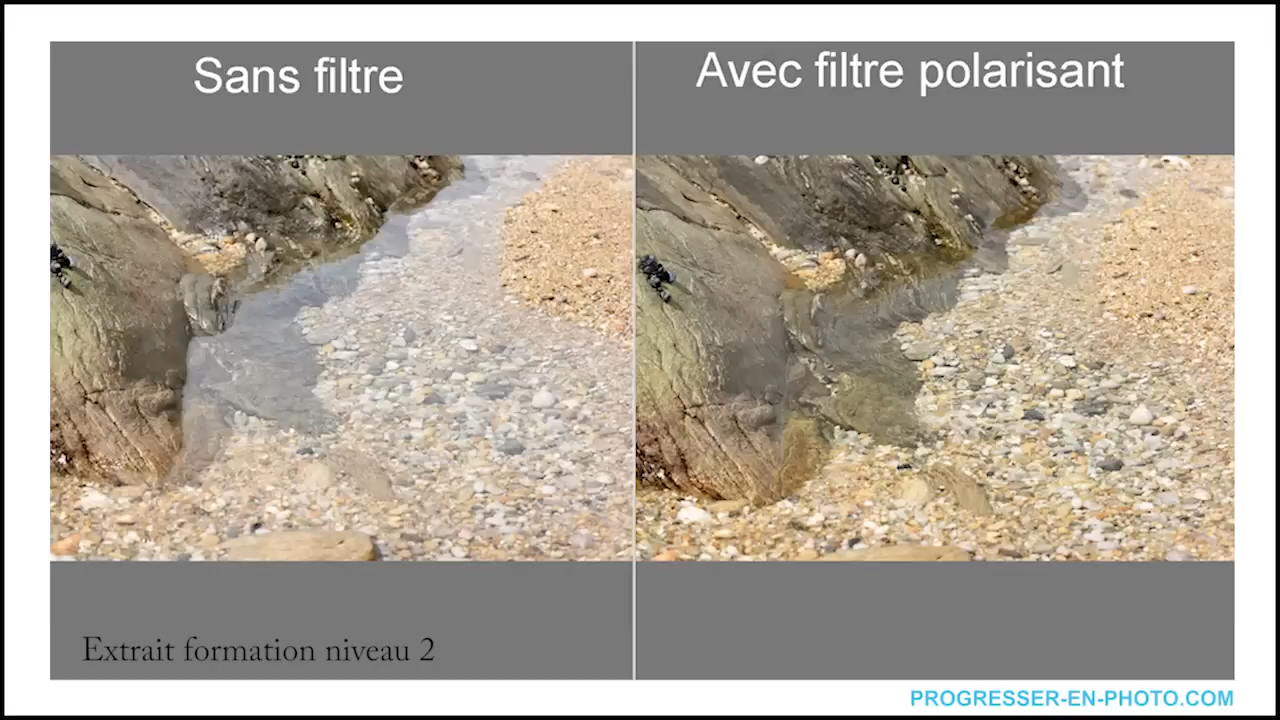 Sans filtre
Avec filtre polarisant
Extrait formation niveau 2
PROGRESSER-EN-PHOTO.COM